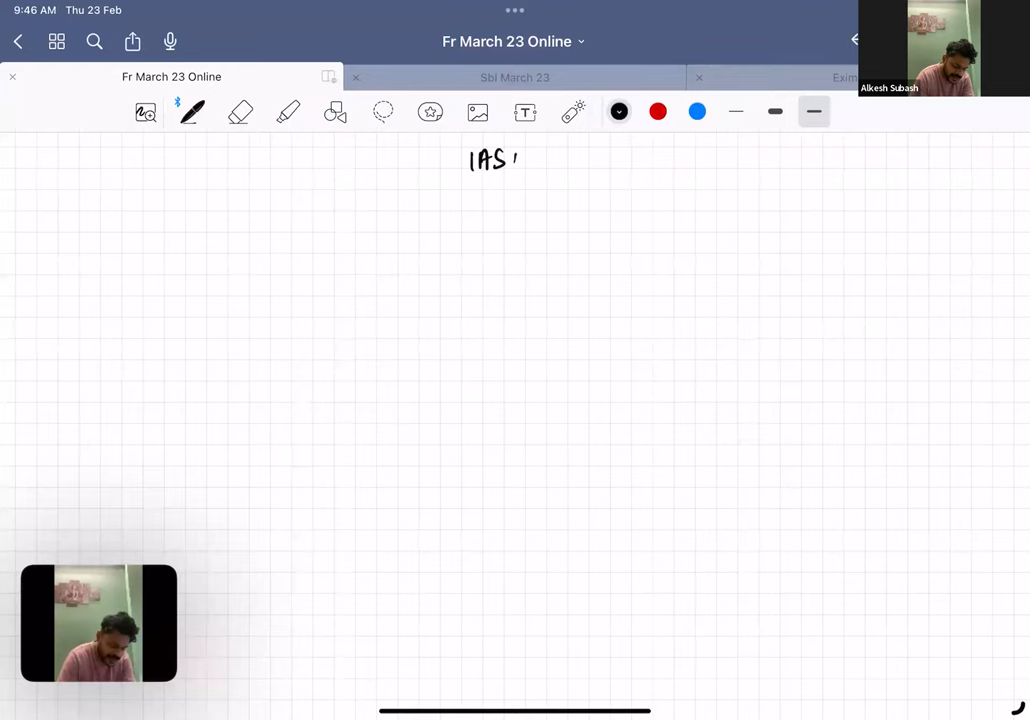 9:46 AM Thu 23 Feb
Fr March 23 Online
Alkesh Subash
Fr March 23 Online
Sbl March 23
Exim
T
IAS